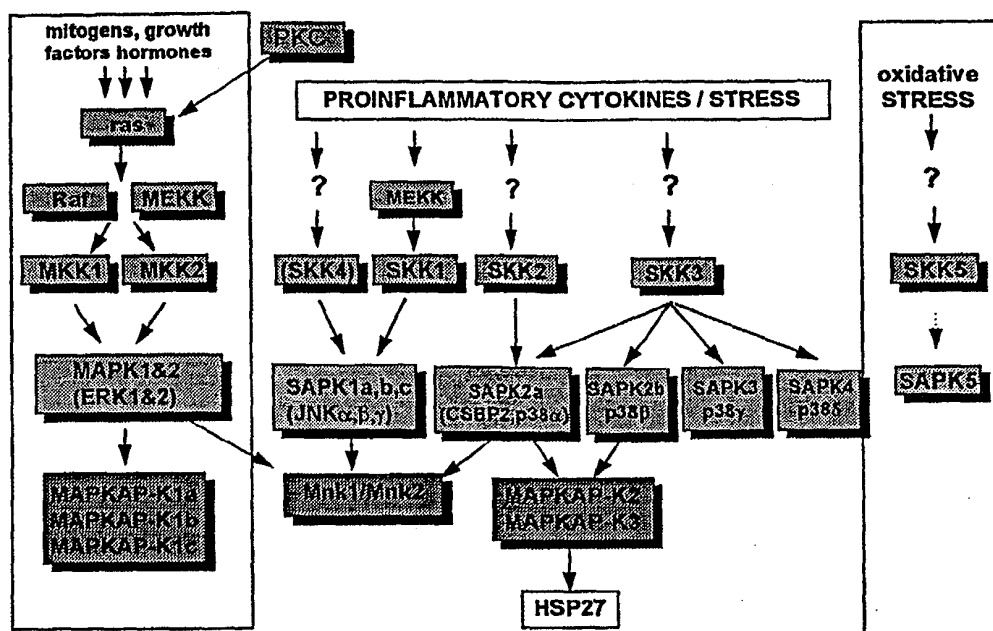 mitogens, growth
factors hormones
PKC
ras
Raf
MEKK
MKK1
MKK2
MAPK1&2
(ERK1&2)
MAPKAP-K1a
MAPKAP-K1b
MAPKAP-K1c
PROINFLAMMATORY CYTOKINES / STRESS
?
MEKK
?
?
(SKK4)
SKK1
SKK2
SKK3
SAPK1a,b,c
(JNKα,β,γ)
SAPK2a
(CSBP2;p38α)
SAPK2b
p38β
SAPK3
p38γ
SAPK4
p38δ
Mnk1/Mnk2
MAPKAP-K2
MAPKAP-K3
HSP27
oxidative
STRESS
?
SKK5
SAPK5